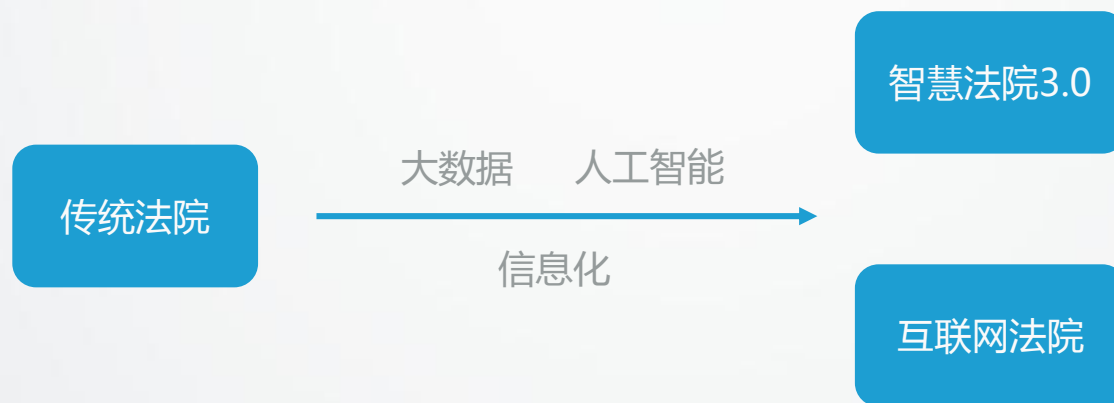 智慧法院3.0
大数据 人工智能
传统法院
信息化
互联网法院